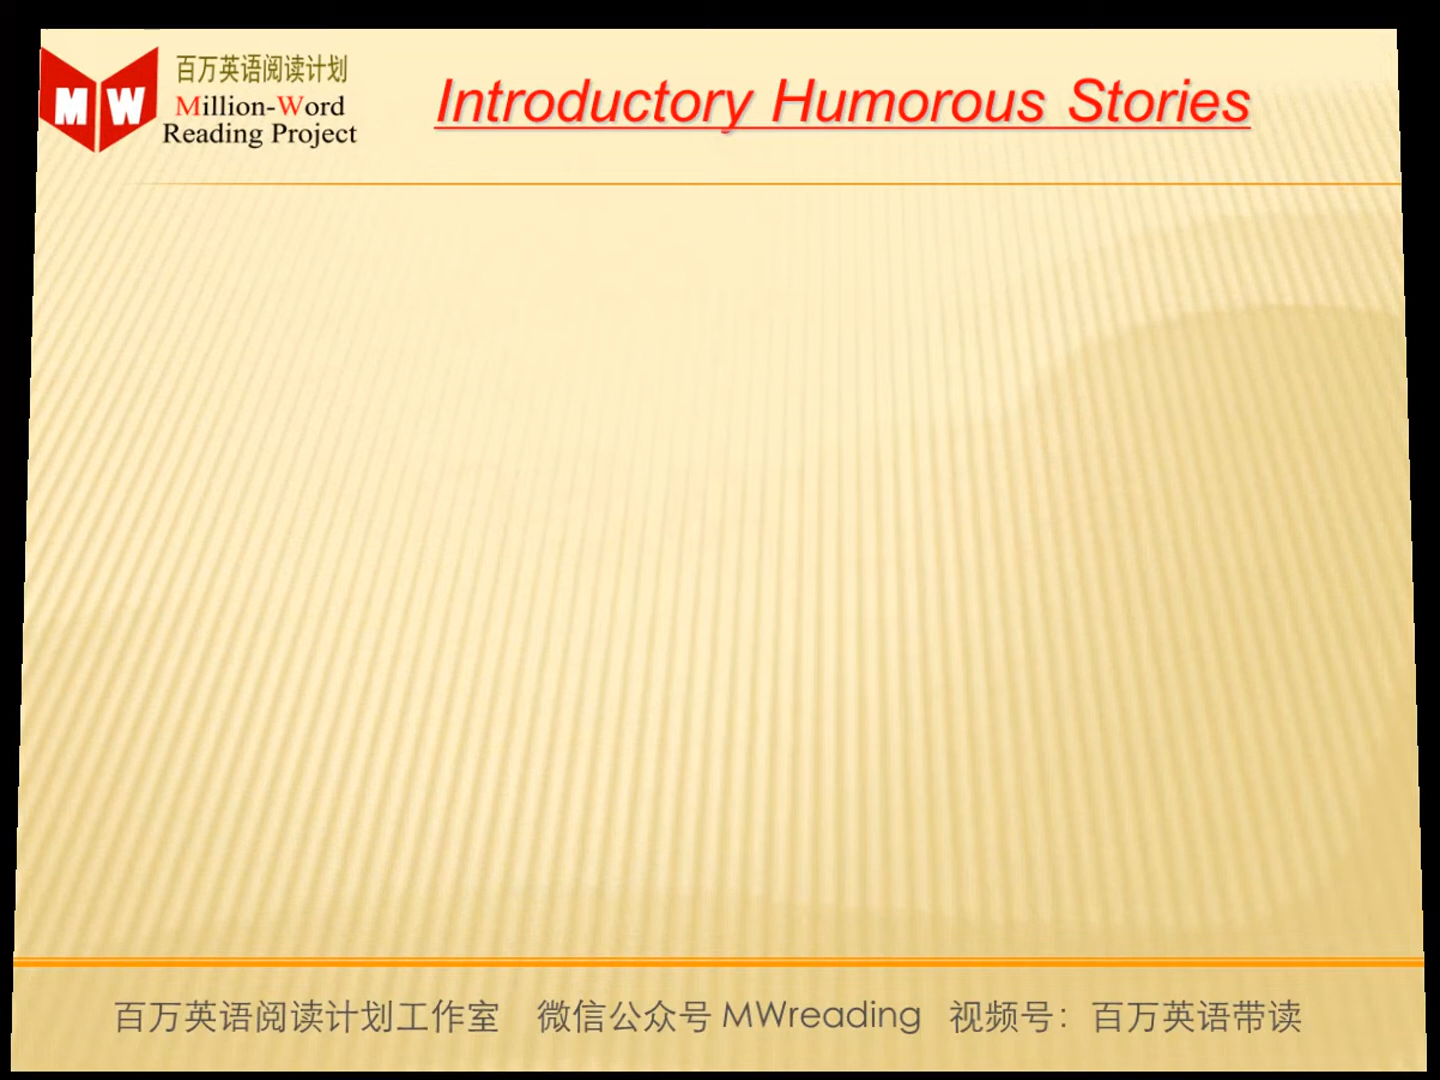 百万英语阅读计划
Million-Word
Reading Project
MW
Introductory Humorous Stories
百万英语阅读计划工作室 微信公众号 MWreading 视频号：百万英语带读